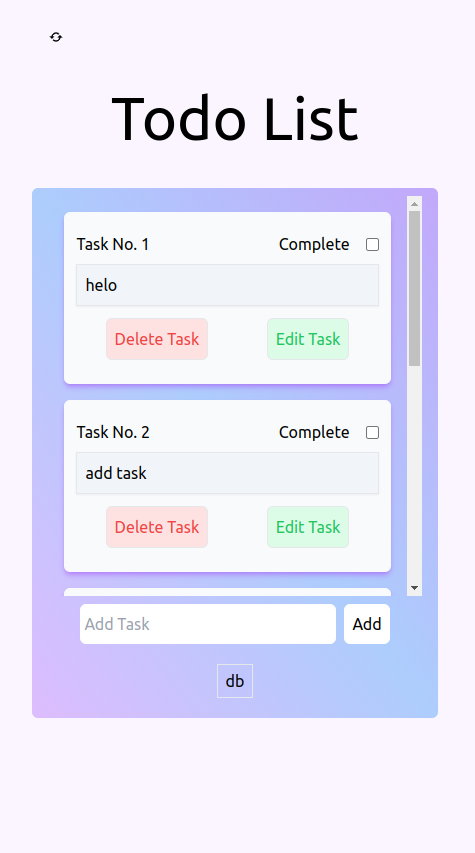 Todo List
Task No. 1 Complete
helo
Delete Task Edit Task
Task No. 2 Complete
add task
Delete Task Edit Task
Add Task Add
db